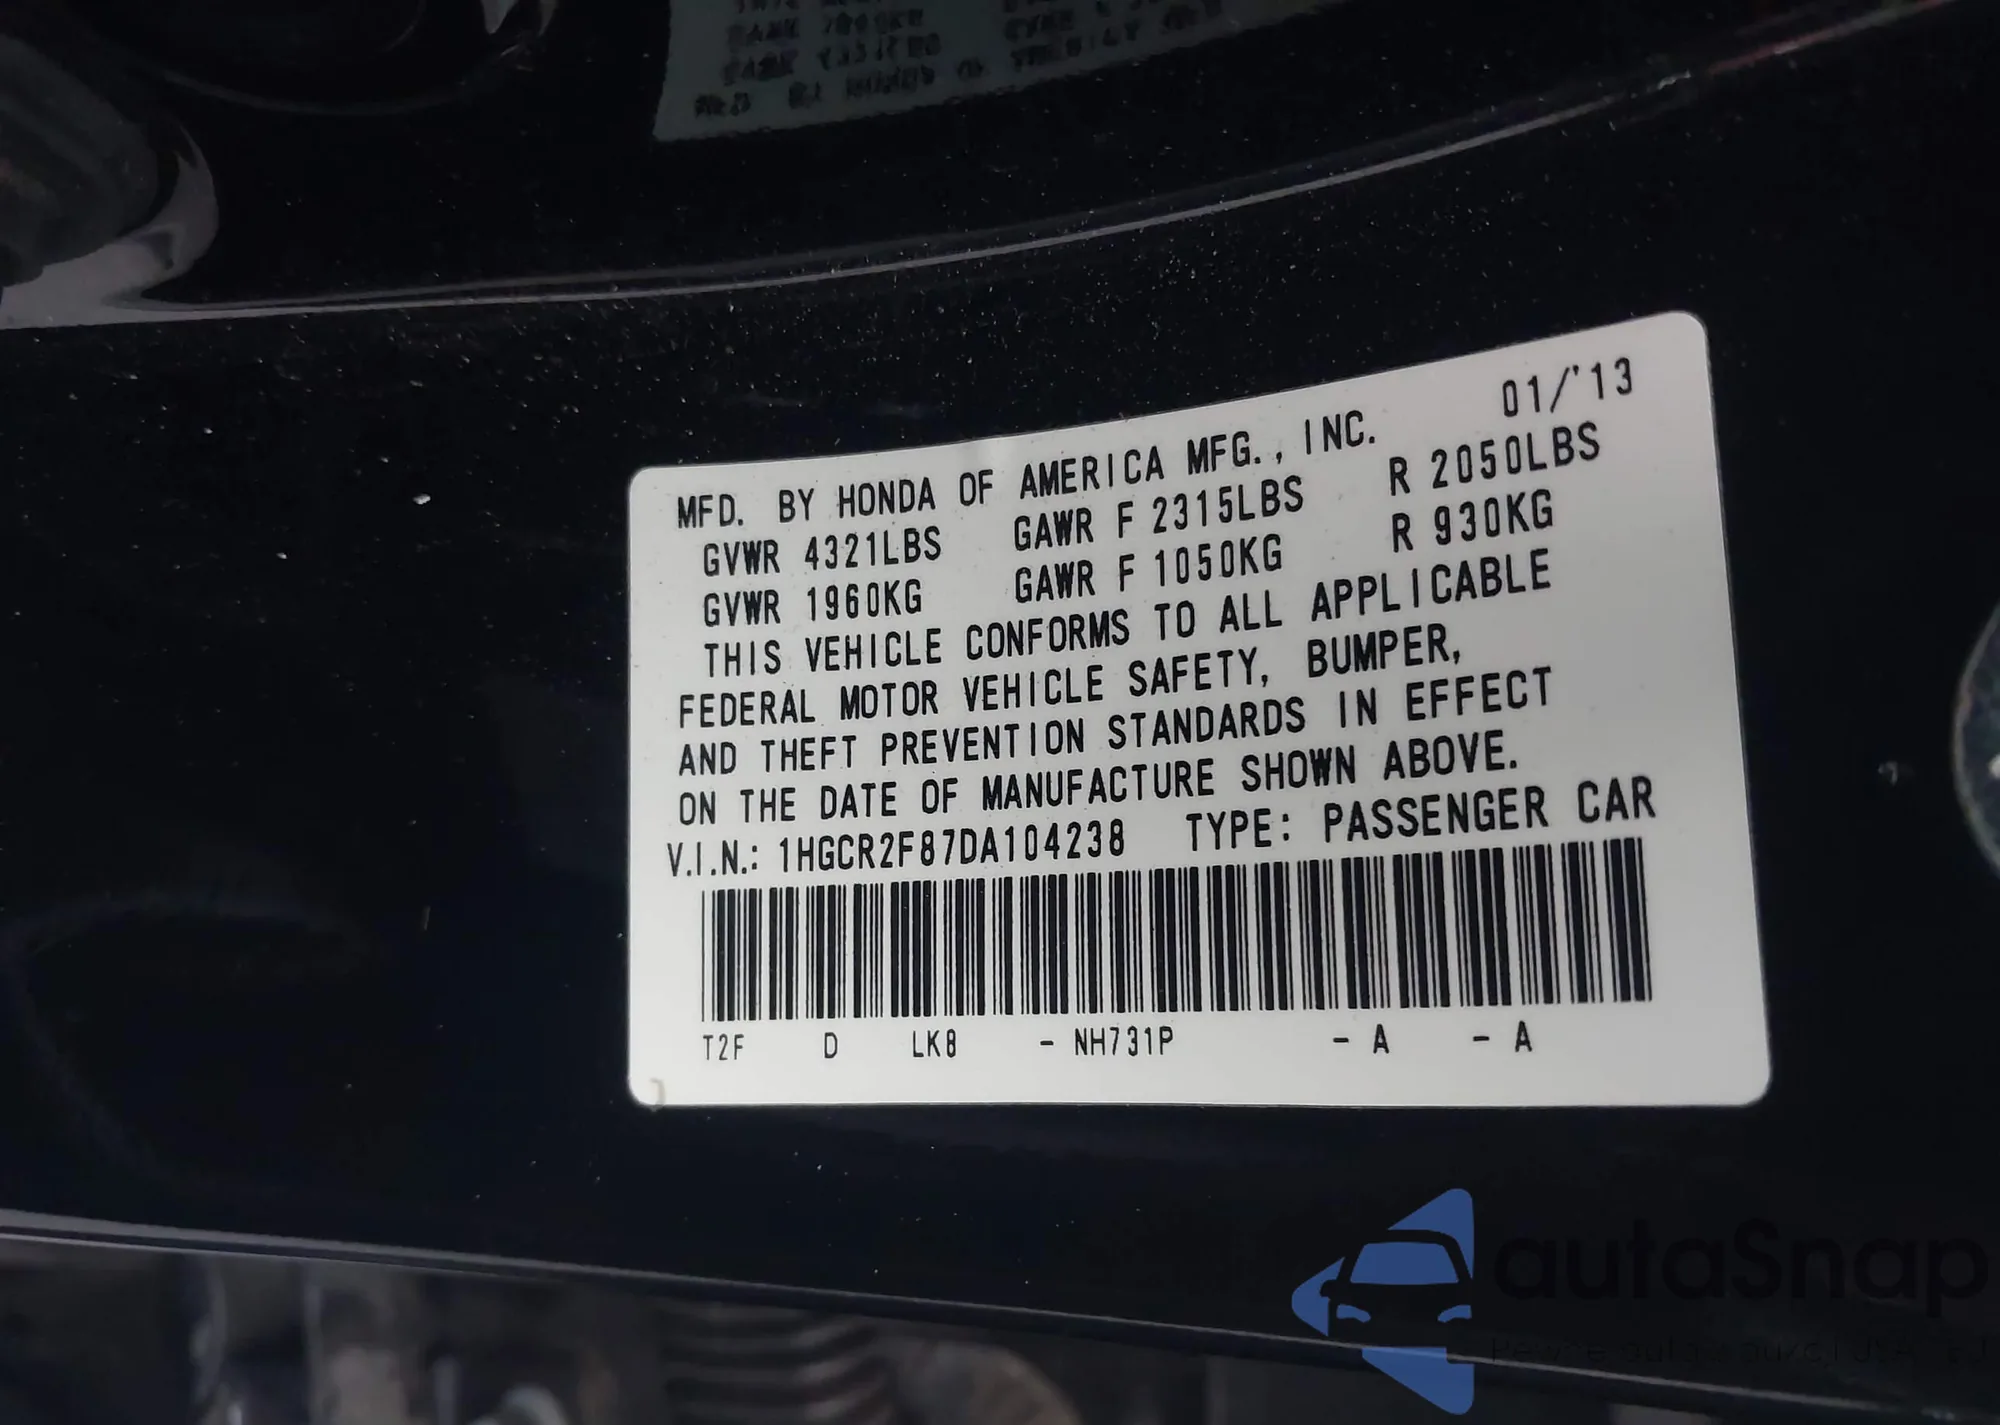 MFD. BY HONDA OF AMERICA MFG., INC. 01/'13
GVWR 4321LBS GAWR F 2315LBS R 2050LBS
GVWR 1960KG GAWR F 1050KG R 930KG
THIS VEHICLE CONFORMS TO ALL APPLICABLE
FEDERAL MOTOR VEHICLE SAFETY, BUMPER,
AND THEFT PREVENTION STANDARDS IN EFFECT
ON THE DATE OF MANUFACTURE SHOWN ABOVE.
V.I.N.: 1HGCR2F87DA104238 TYPE: PASSENGER CAR
T2F D LK8 - NH731P - A - A
autaSnap